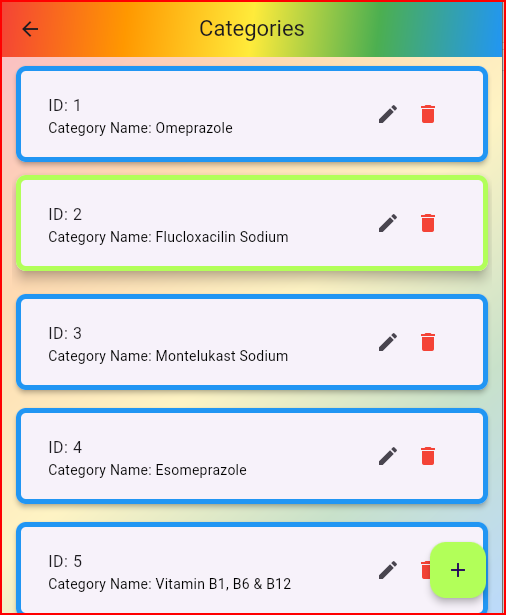 Categories
ID: 1
Category Name: Omeprazole
ID: 2
Category Name: Flucloxacilin Sodium
ID: 3
Category Name: Montelukast Sodium
ID: 4
Category Name: Esomeprazole
ID: 5
Category Name: Vitamin B1, B6 & B12